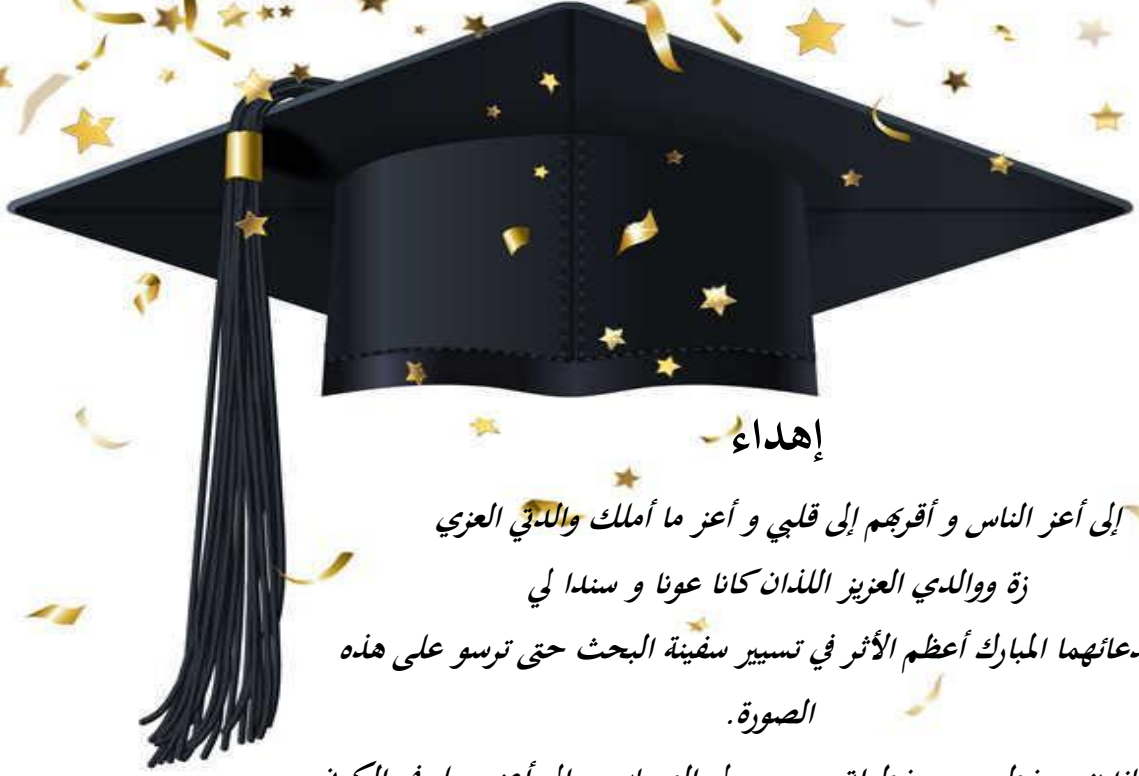 إهداء
إلى أعز الناس و أقربهم إلى قلبي و أعز ما أملك والدتي العزي
زة ووالدي العزيز اللذان كانا عونا و سندا لي
دعائهما المبارك أعظم الأثر في تسيير سفينة البحث حتى ترسو على هذه
الصورة.